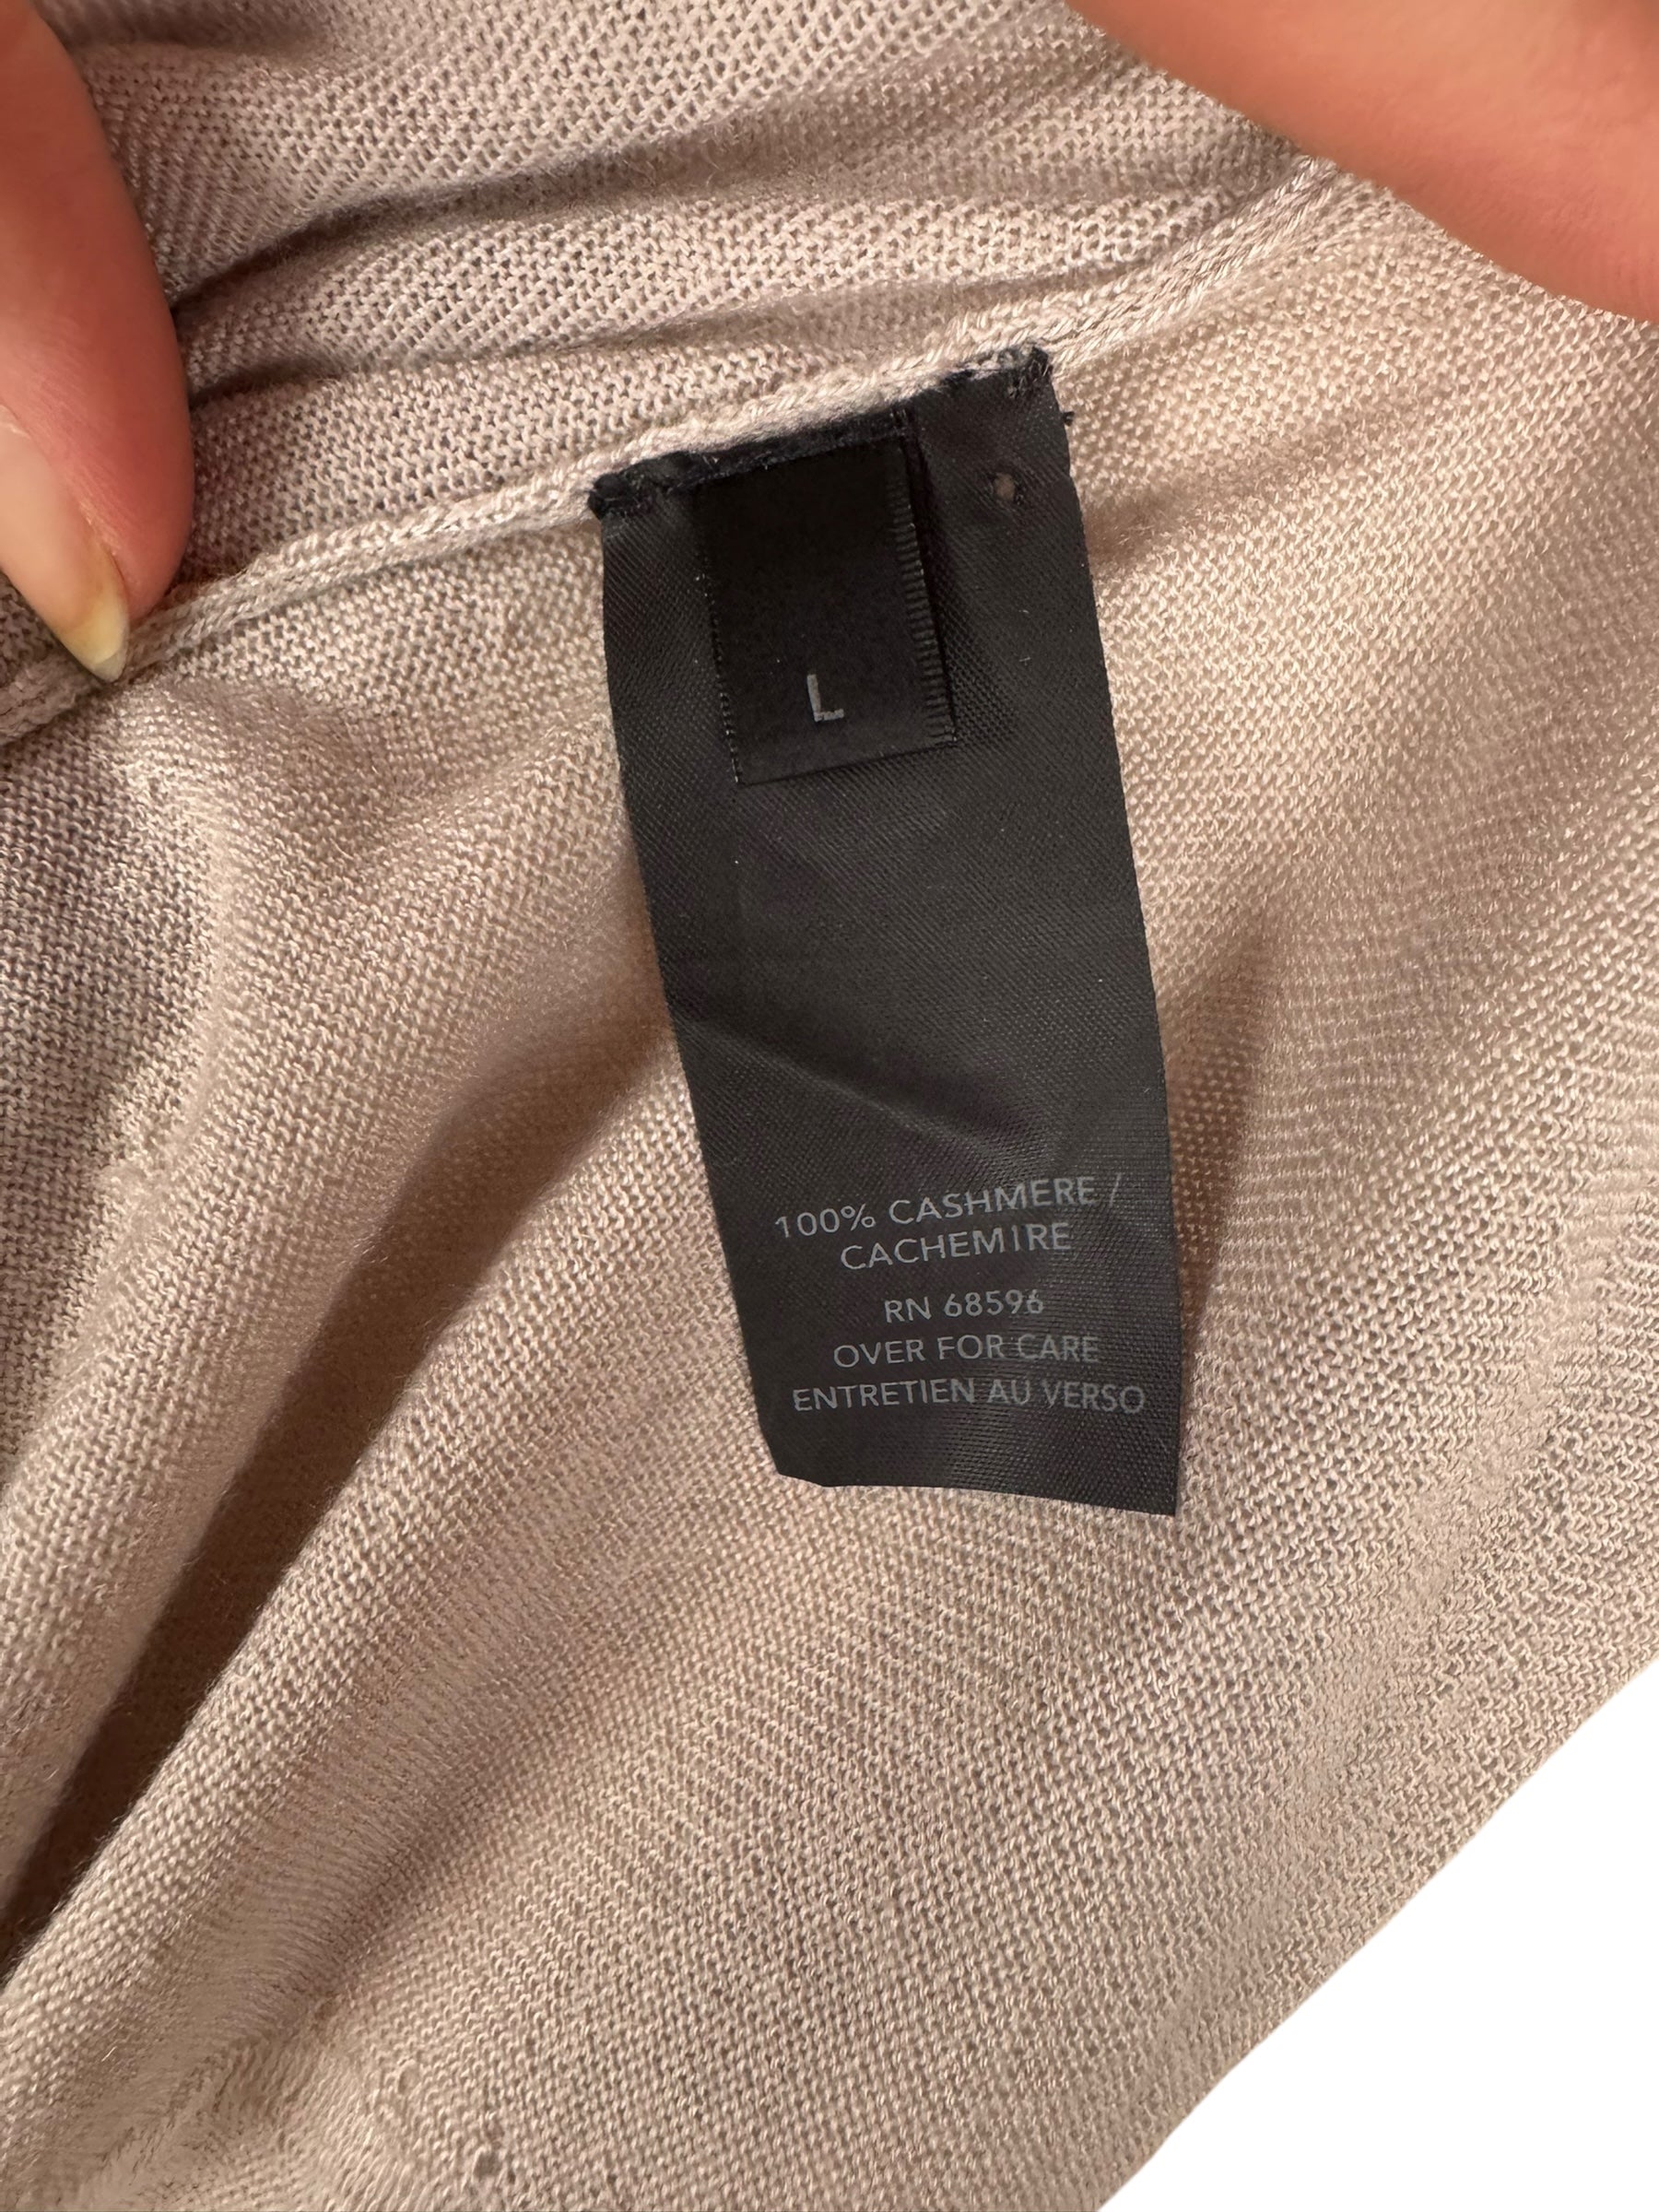 L
100% CASHMERE /
CACHEMIRE
RN 68596
OVER FOR CARE
ENTRETIEN AU VERSO